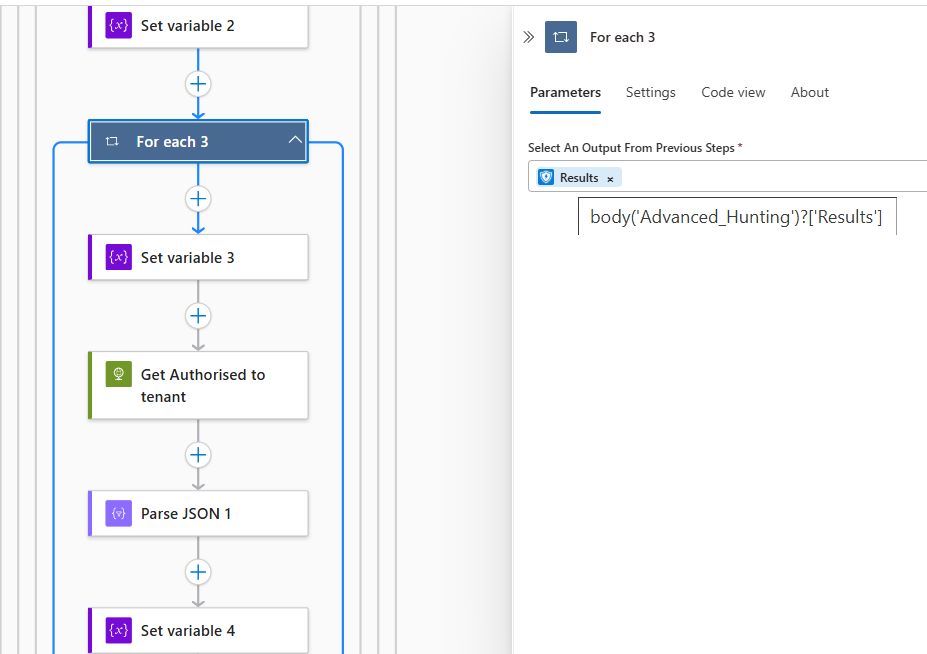 {x} Set variable 2
For each 3
{x} Set variable 3
Get Authorised to
tenant
{v} Parse JSON 1
{x} Set variable 4
For each 3
Parameters Settings Code view About
Select An Output From Previous Steps *
Results ×
body('Advanced_Hunting')?['Results']